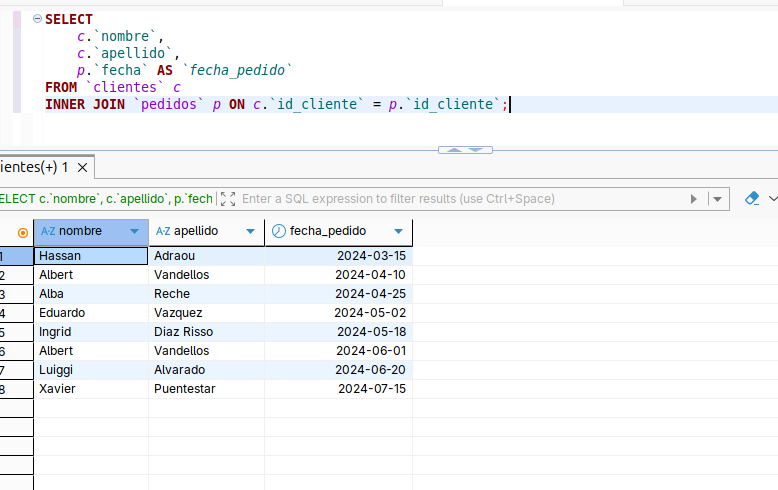 SELECT
c.`nombre`,
c.`apellido`,
p.`fecha` AS `fecha_pedido`
FROM `clientes` c
INNER JOIN `pedidos` p ON c.`id_cliente` = p.`id_cliente`;
ientes(+) 1
ELECT c.`nombre`, c.`apellido`, p.`fech Enter a SQL expression to filter results (use Ctrl+Space)
A-Z nombre A-Z apellido fecha_pedido
1 Hassan Adraou 2024-03-15
2 Albert Vandellos 2024-04-10
3 Alba Reche 2024-04-25
4 Eduardo Vazquez 2024-05-02
5 Ingrid Diaz Risso 2024-05-18
6 Albert Vandellos 2024-06-01
7 Luiggi Alvarado 2024-06-20
8 Xavier Puentestar 2024-07-15